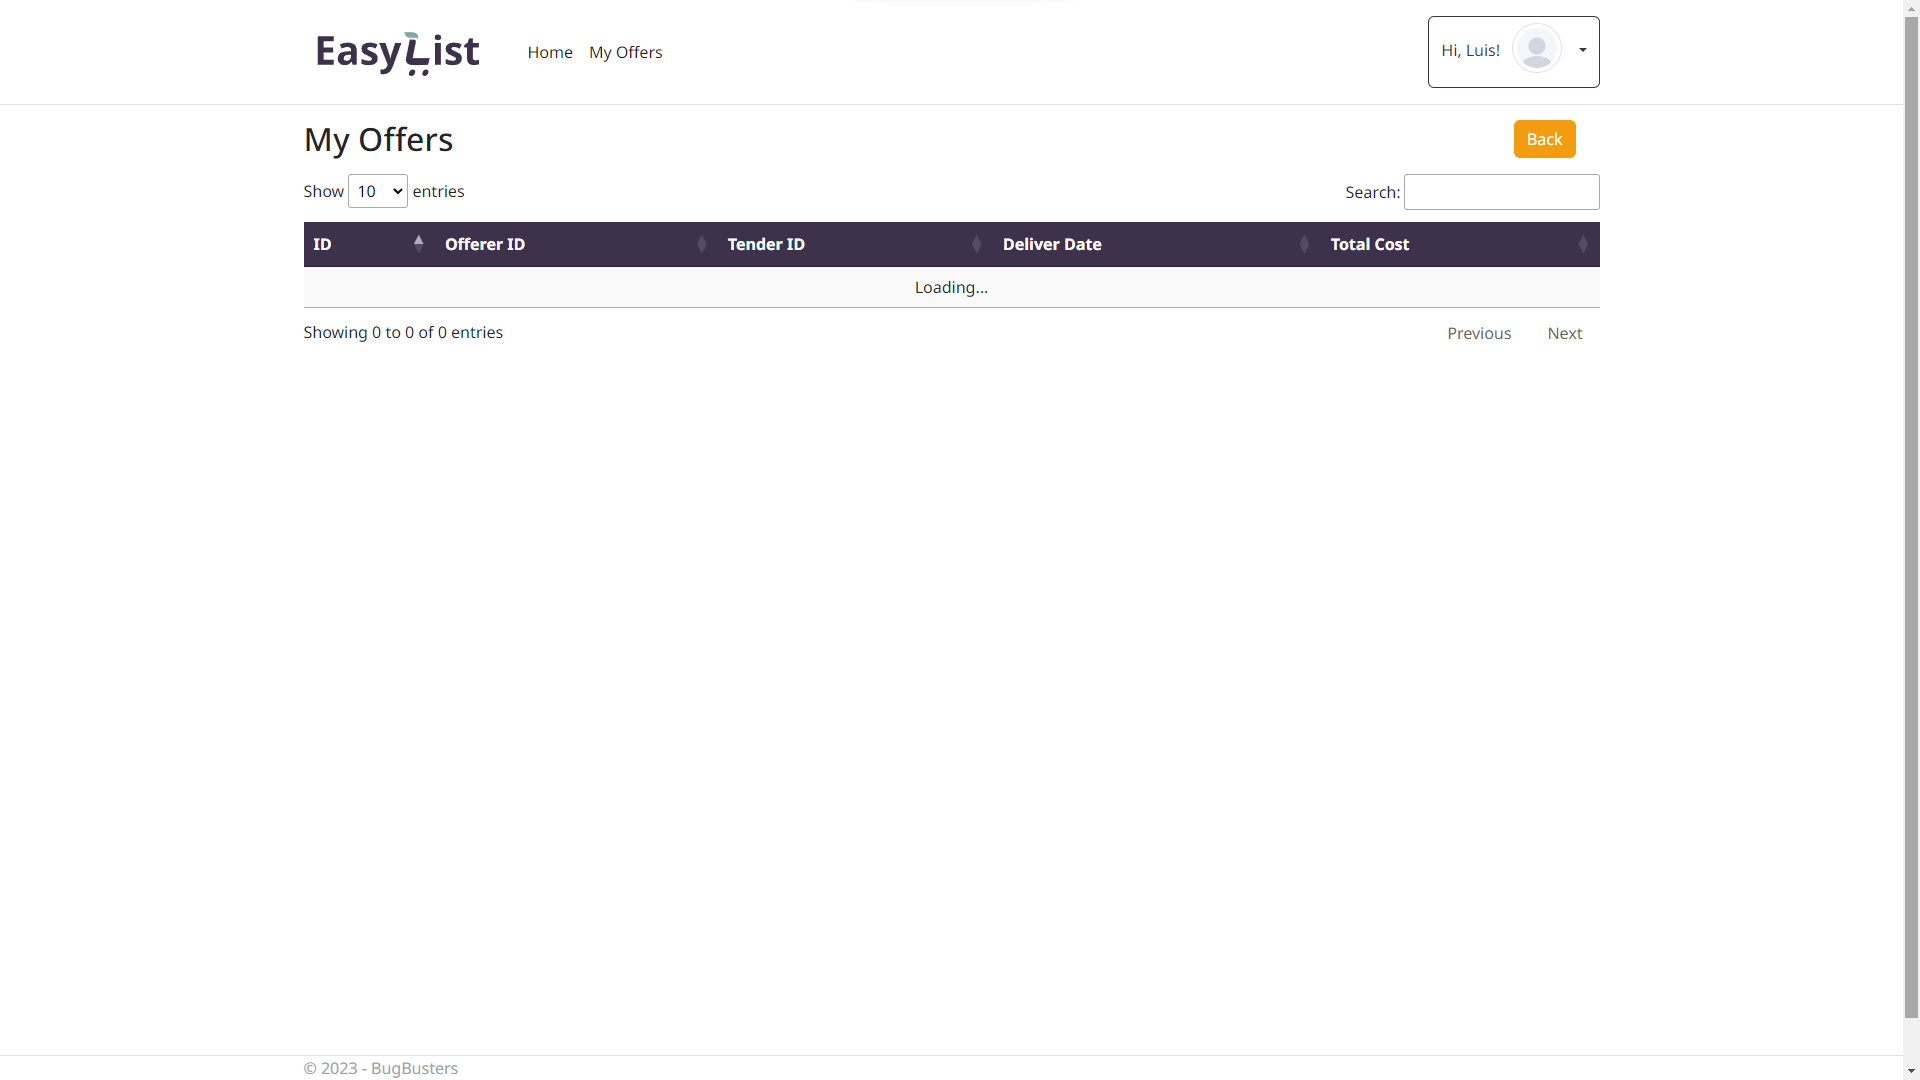 EasyList Home My Offers Hi, Luis!
My Offers Back
Show 10 entries Search:
ID Offerer ID Tender ID Deliver Date Total Cost
Loading...
Showing 0 to 0 of 0 entries Previous Next
© 2023 - BugBusters